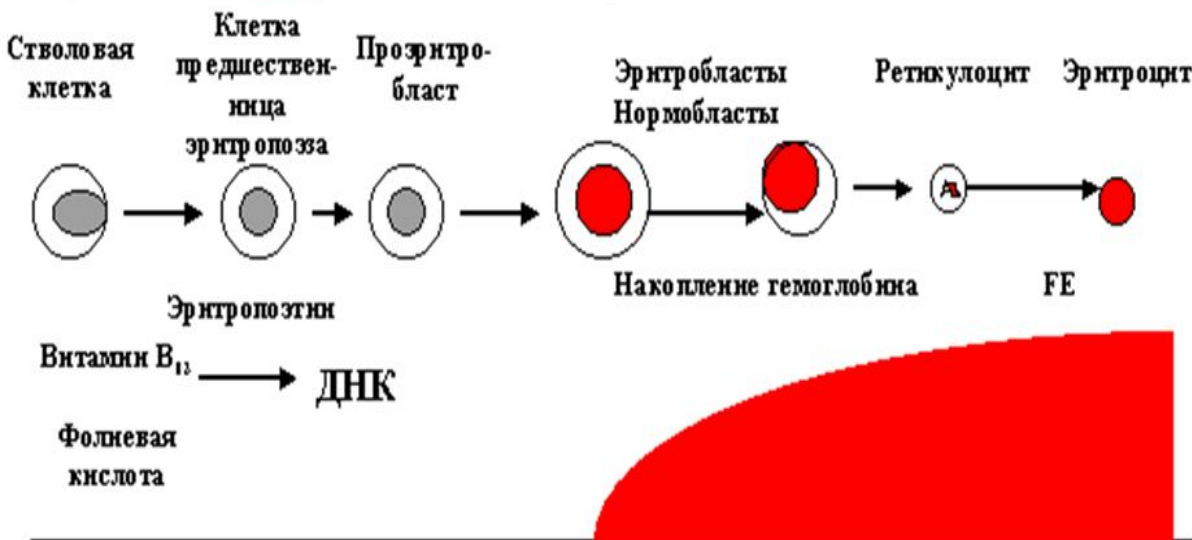 Стволовая
клетка
Клетка
предшествен-
ница
эритропоэза
Проэритро-
бласт
Эритробласты
Нормобласты
Ретикулоцит
Эритроцит
Накопление гемоглобина
FE
Эритропоэтин
Витамин B₁₂
ДНК
Фолиевая
кислота